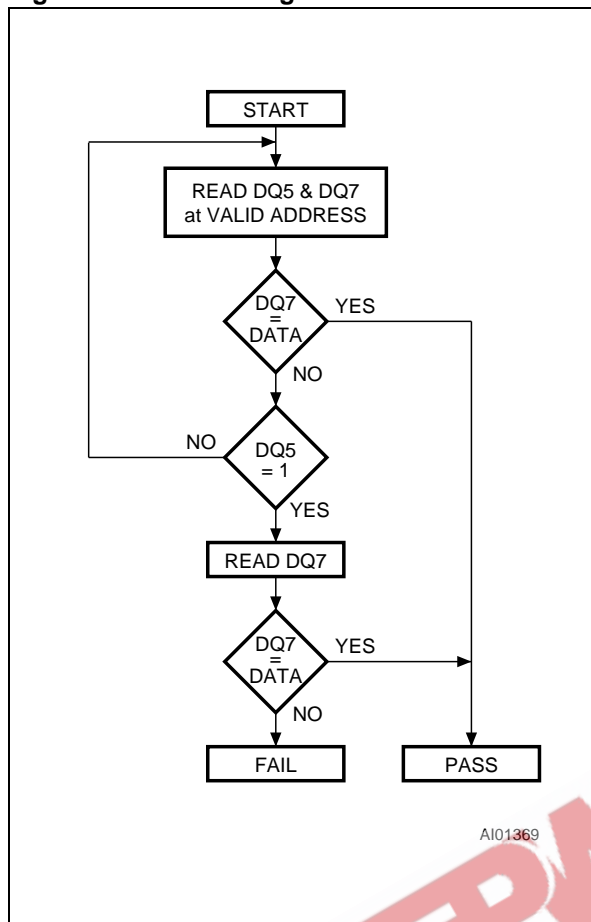 START
READ DQ5 & DQ7
at VALID ADDRESS
DQ7
=
DATA
YES
NO
NO
DQ5
= 1
YES
READ DQ7
DQ7
=
DATA
YES
NO
FAIL
PASS
AI01369